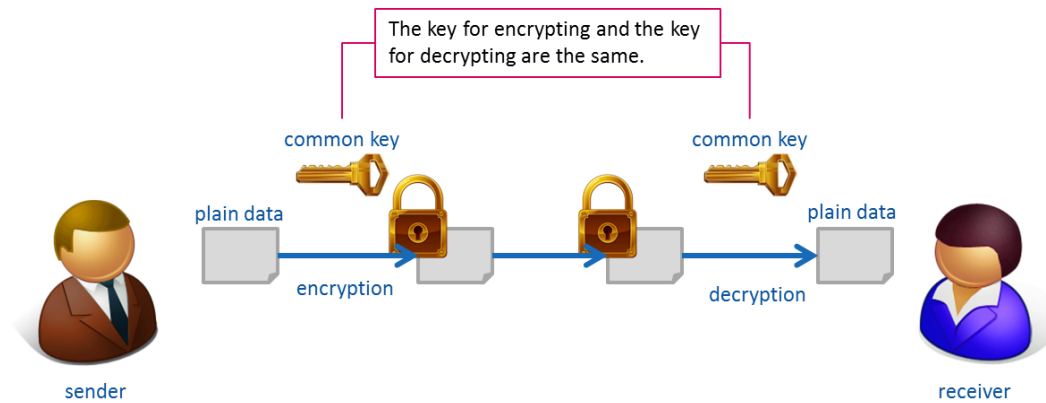 The key for encrypting and the key
for decrypting are the same.
common key
common key
plain data
plain data
encryption
decryption
sender
receiver